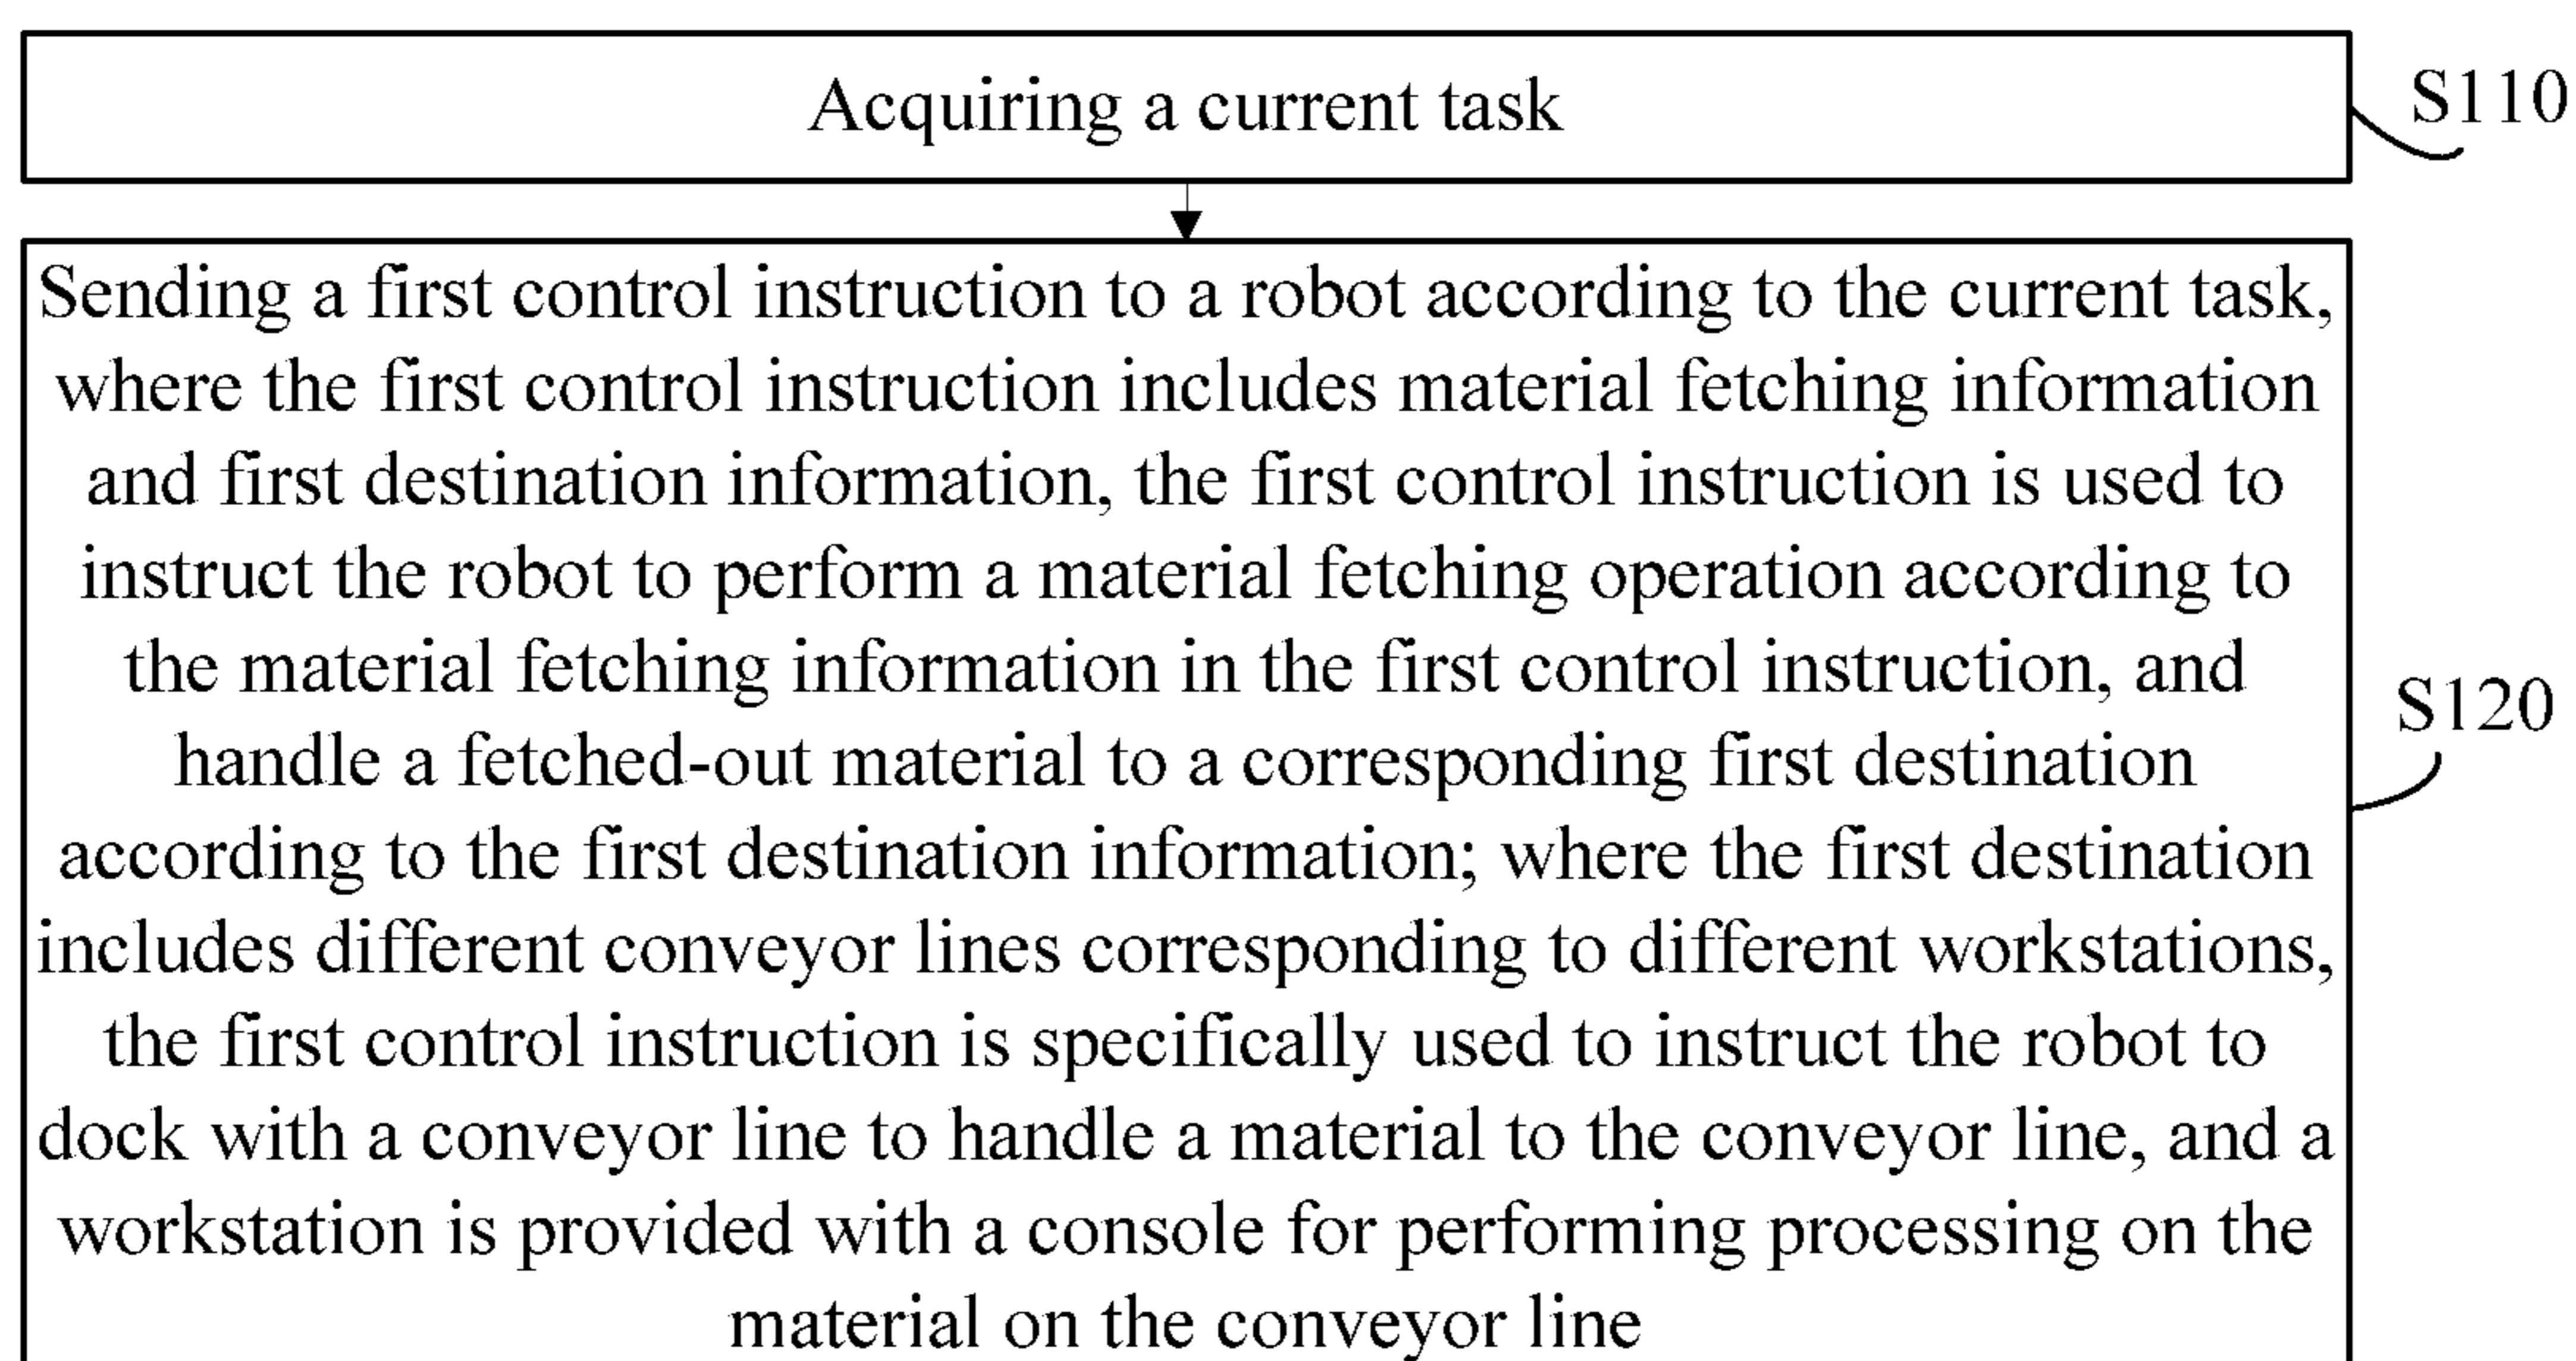 Acquiring a current task
S110
Sending a first control instruction to a robot according to the current task,
where the first control instruction includes material fetching information
and first destination information, the first control instruction is used to
instruct the robot to perform a material fetching operation according to
the material fetching information in the first control instruction, and
handle a fetched-out material to a corresponding first destination
according to the first destination information; where the first destination
includes different conveyor lines corresponding to different workstations,
the first control instruction is specifically used to instruct the robot to
dock with a conveyor line to handle a material to the conveyor line, and a
workstation is provided with a console for performing processing on the
material on the conveyor line
S120